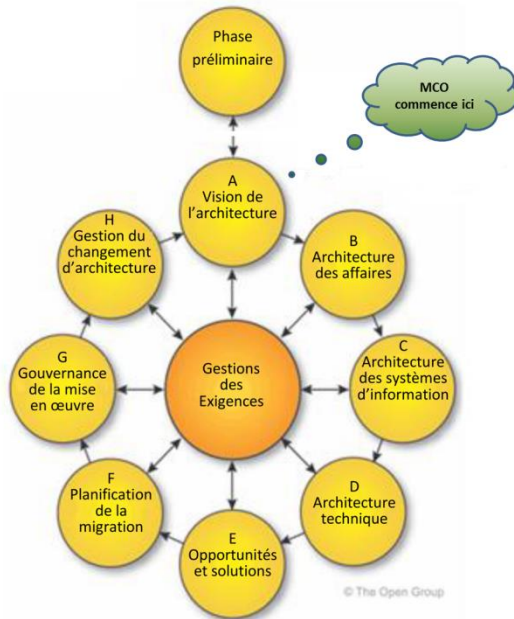 Phase
préliminaire
MCO
commence ici
A
Vision de
l'architecture
H
Gestion du
changement
d'architecture
B
Architecture
des affaires
G
Gouvernance
de la mise
en œuvre
Gestions
des
Exigences
C
Architecture
des systèmes
d'information
F
Planification
de la
migration
D
Architecture
technique
E
Opportunités
et solutions
© The Open Group